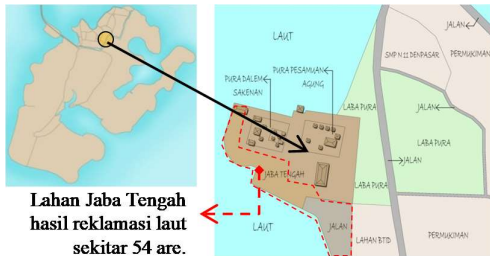 LAUT
JALAN
SMP N 11 DENPASAR
PERMUKIMAN
PURA DALEM
SAKENAN
PURA PESAMUAN
AGUNG
LABA PURA
JALAN
LABA PURA
JALAN
JABA TENGAH
LABA PURA
Lahan Jaba Tengah
hasil reklamasi laut
sekitar 54 are.
LAUT
JALAN
LAHAN BTID
PERMUKIMAN